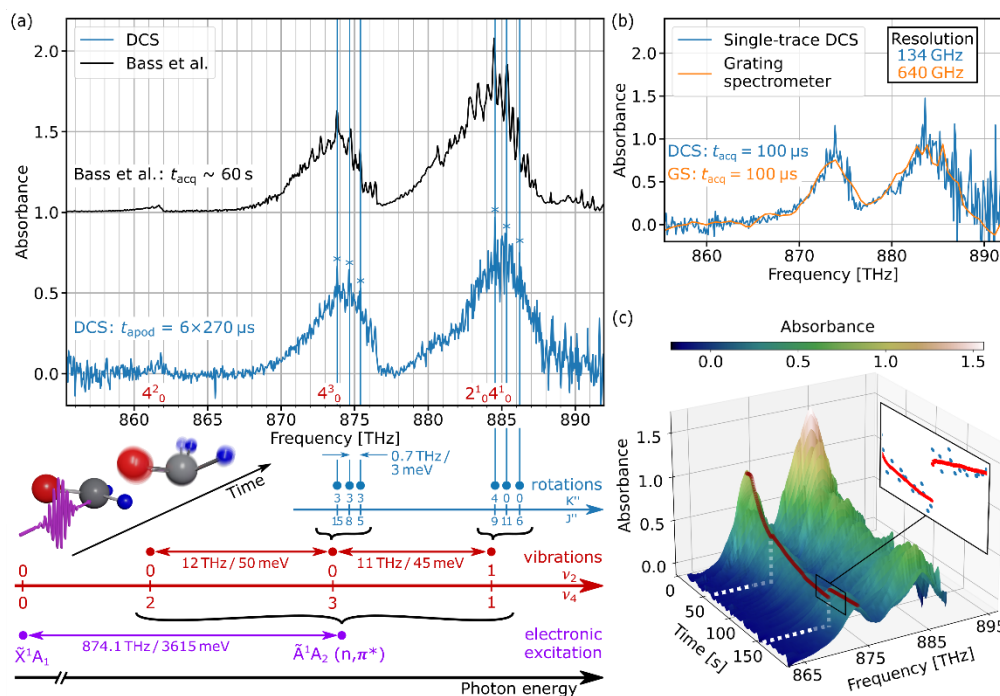 (a)
DCS
Bass et al.
2.0
1.5
1.0
0.5
0.0
Absorbance
Bass et al.: t_acq ~ 60 s
DCS: t_apod = 6×270 µs
4²₀
4³₀
2¹₀4¹₀
860 865 870 875 880 885 890
Frequency [THz]
(b)
Single-trace DCS
Grating
spectrometer
Resolution
134 GHz
640 GHz
1.5
1.0
0.5
0.0
Absorbance
DCS: t_acq = 100 µs
GS: t_acq = 100 µs
860 870 880 890
Frequency [THz]
(c)
Absorbance
0.0 0.5 1.0 1.5
1.5
1.0
0.5
0.0
Absorbance
0
50
100
150
Time [s]
865
875
885
895
Frequency [THz]
Time
0.7 THz/
3 meV
3 3 3 4 0 0
rotations
K''
15 8 5 9 11 6
J''
12 THz/50 meV
11 THz/45 meV
vibrations
0 0 0 1
ν₂
0 2 3 1
ν₄
874.1 THz/3615 meV
electronic
excitation
X̃¹A₁
Ã¹A₂ (n,π*)
Photon energy